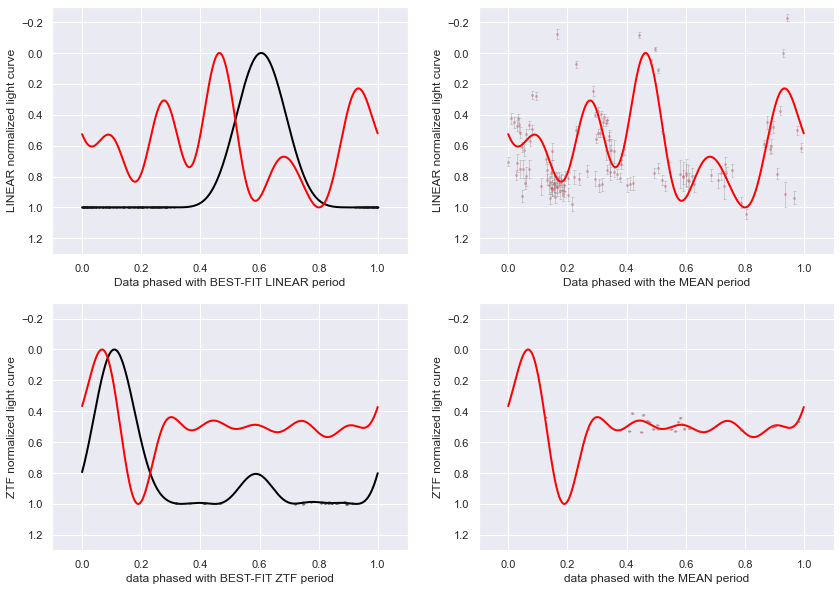 LINEAR normalized light curve
−0.2
0.0
0.2
0.4
0.6
0.8
1.0
1.2
0.0 0.2 0.4 0.6 0.8 1.0
Data phased with BEST-FIT LINEAR period
LINEAR normalized light curve
−0.2
0.0
0.2
0.4
0.6
0.8
1.0
1.2
0.0 0.2 0.4 0.6 0.8 1.0
Data phased with the MEAN period
ZTF normalized light curve
−0.2
0.0
0.2
0.4
0.6
0.8
1.0
1.2
0.0 0.2 0.4 0.6 0.8 1.0
data phased with BEST-FIT ZTF period
ZTF normalized light curve
−0.2
0.0
0.2
0.4
0.6
0.8
1.0
1.2
0.0 0.2 0.4 0.6 0.8 1.0
data phased with the MEAN period